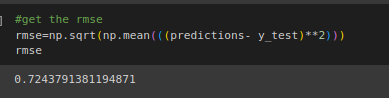 #get the rmse
rmse=np.sqrt(np.mean(((predictions- y_test)**2)))
rmse
0.7243791381194871